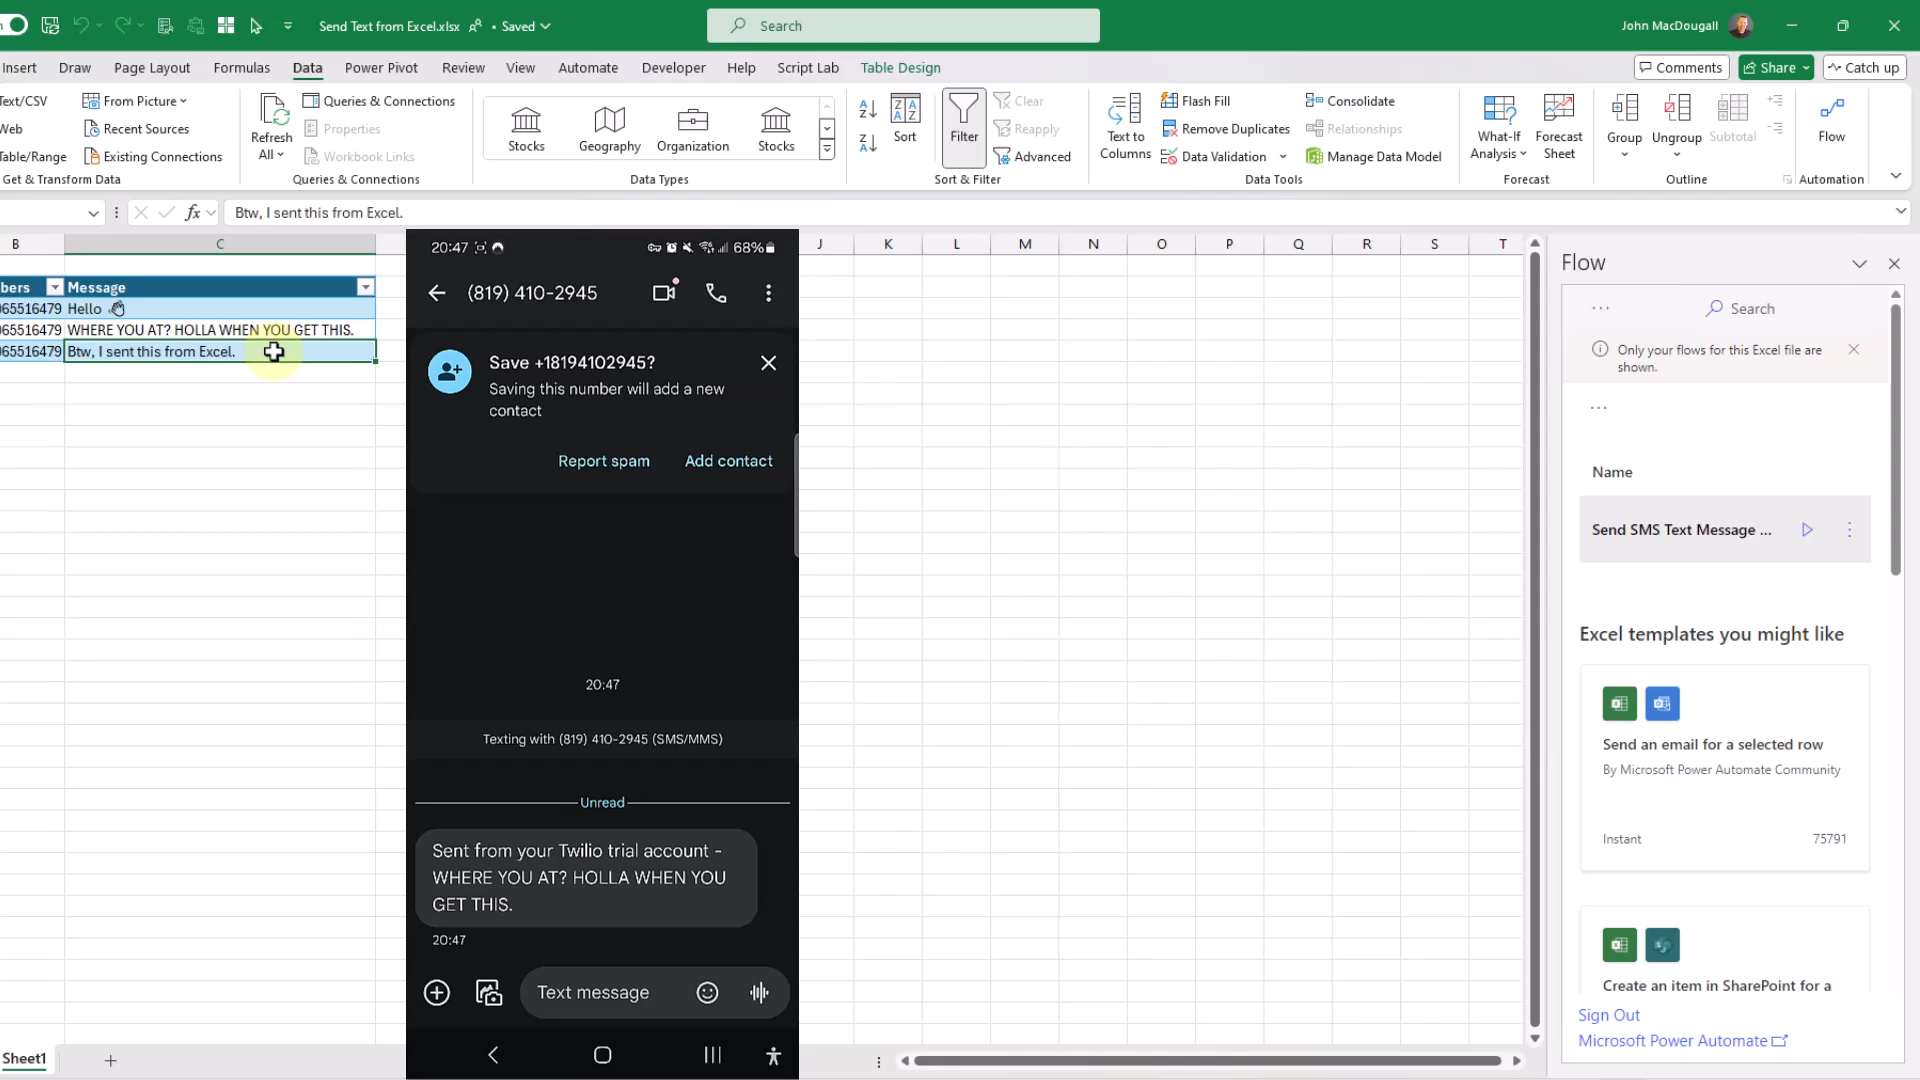 Send Text from Excel.xlsx • Saved
Search
John MacDougall
Insert Draw Page Layout Formulas Data Power Pivot Review View Automate Developer Help Script Lab Table Design
Comments Share Catch up
Text/CSV
Web
Table/Range
From Picture
Recent Sources
Existing Connections
Get & Transform Data
Refresh
All
Queries & Connections
Properties
Workbook Links
Queries & Connections
Stocks Geography Organization Stocks
Data Types
Sort
Filter
Clear
Reapply
Advanced
Sort & Filter
Text to
Columns
Flash Fill
Remove Duplicates
Data Validation
Consolidate
Relationships
Manage Data Model
Data Tools
What-If
Analysis
Forecast
Sheet
Forecast
Group Ungroup Subtotal
Outline
Flow
Automation
fx Btw, I sent this from Excel.
B C J K L M N O P Q R S T
bers Message
065516479 Hello
065516479 WHERE YOU AT? HOLLA WHEN YOU GET THIS.
065516479 Btw, I sent this from Excel.
20:47 68%
(819) 410-2945
Save +18194102945?
Saving this number will add a new
contact
Report spam Add contact
20:47
Texting with (819) 410-2945 (SMS/MMS)
Unread
Sent from your Twilio trial account -
WHERE YOU AT? HOLLA WHEN YOU
GET THIS.
20:47
Text message
Flow
Search
Only your flows for this Excel file are
shown.
Name
Send SMS Text Message ...
Excel templates you might like
Send an email for a selected row
By Microsoft Power Automate Community
Instant 75791
Create an item in SharePoint for a
Sign Out
Microsoft Power Automate
Sheet1